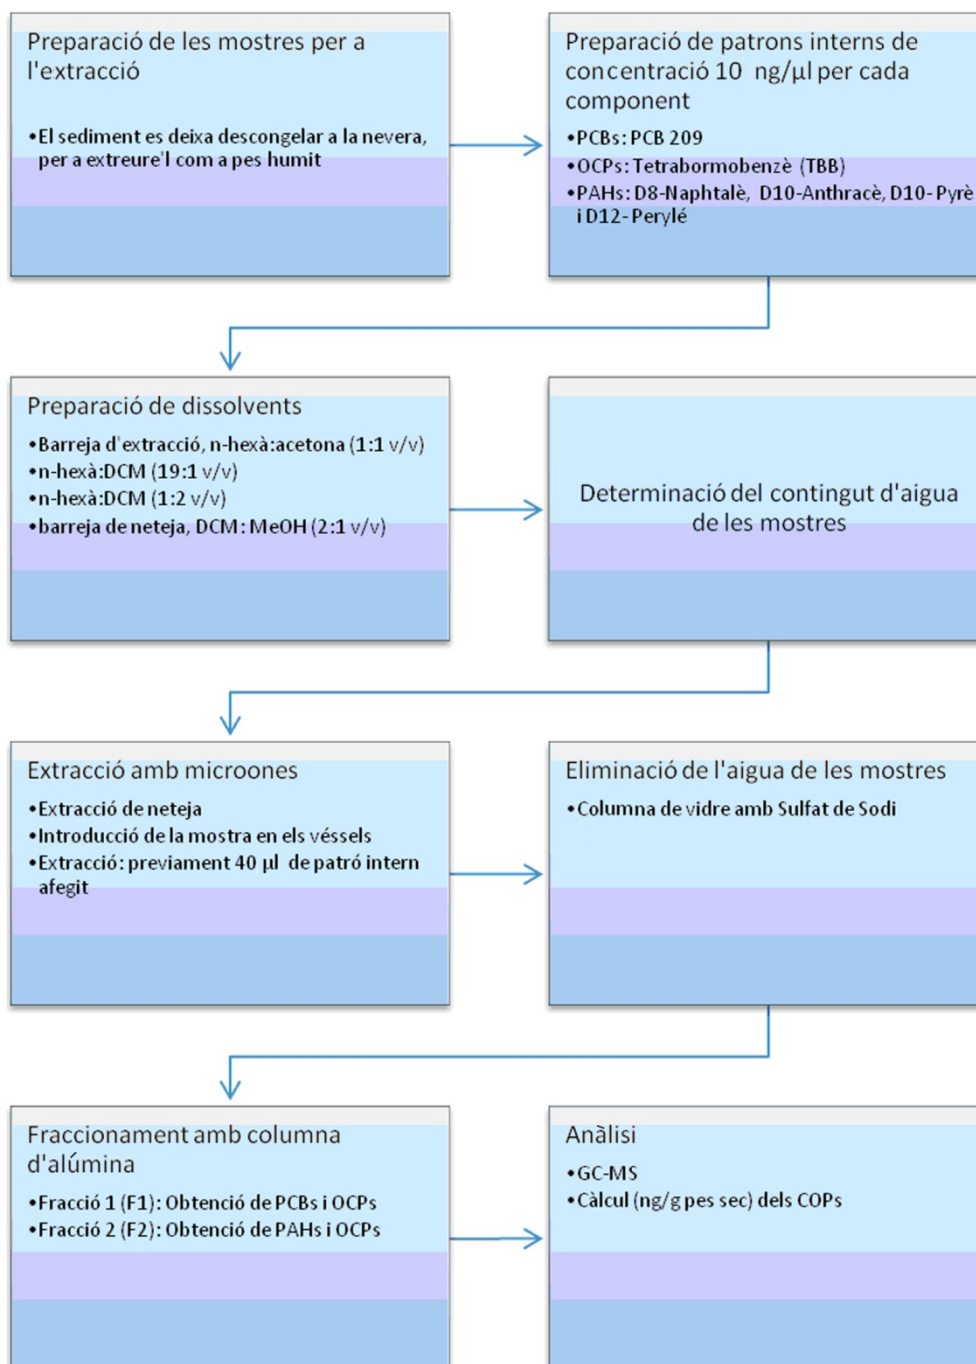 Preparació de les mostres per a
l'extracció
•El sediment es deixa descongelar a la nevera,
per a extreure'l com a pes humit
Preparació de patrons interns de
concentració 10 ng/µl per cada
component
•PCBs: PCB 209
•OCPs: Tetrabormobenzè (TBB)
•PAHs: D8-Naphtalè, D10-Anthracè, D10-Pyrè
i D12-Perylé
Preparació de dissolvents
•Barreja d'extracció, n-hexà:acetona (1:1 v/v)
•n-hexà:DCM (19:1 v/v)
•n-hexà:DCM (1:2 v/v)
•barreja de neteja, DCM: MeOH (2:1 v/v)
Determinació del contingut d'aigua
de les mostres
Extracció amb microones
•Extracció de neteja
•Introducció de la mostra en els véssels
•Extracció: previament 40 µl de patró intern
afegit
Eliminació de l'aigua de les mostres
•Columna de vidre amb Sulfat de Sodi
Fraccionament amb columna
d'alúmina
•Fracció 1 (F1): Obtenció de PCBs i OCPs
•Fracció 2 (F2): Obtenció de PAHs i OCPs
Anàlisi
•GC-MS
•Càlcul (ng/g pes sec) dels COPs